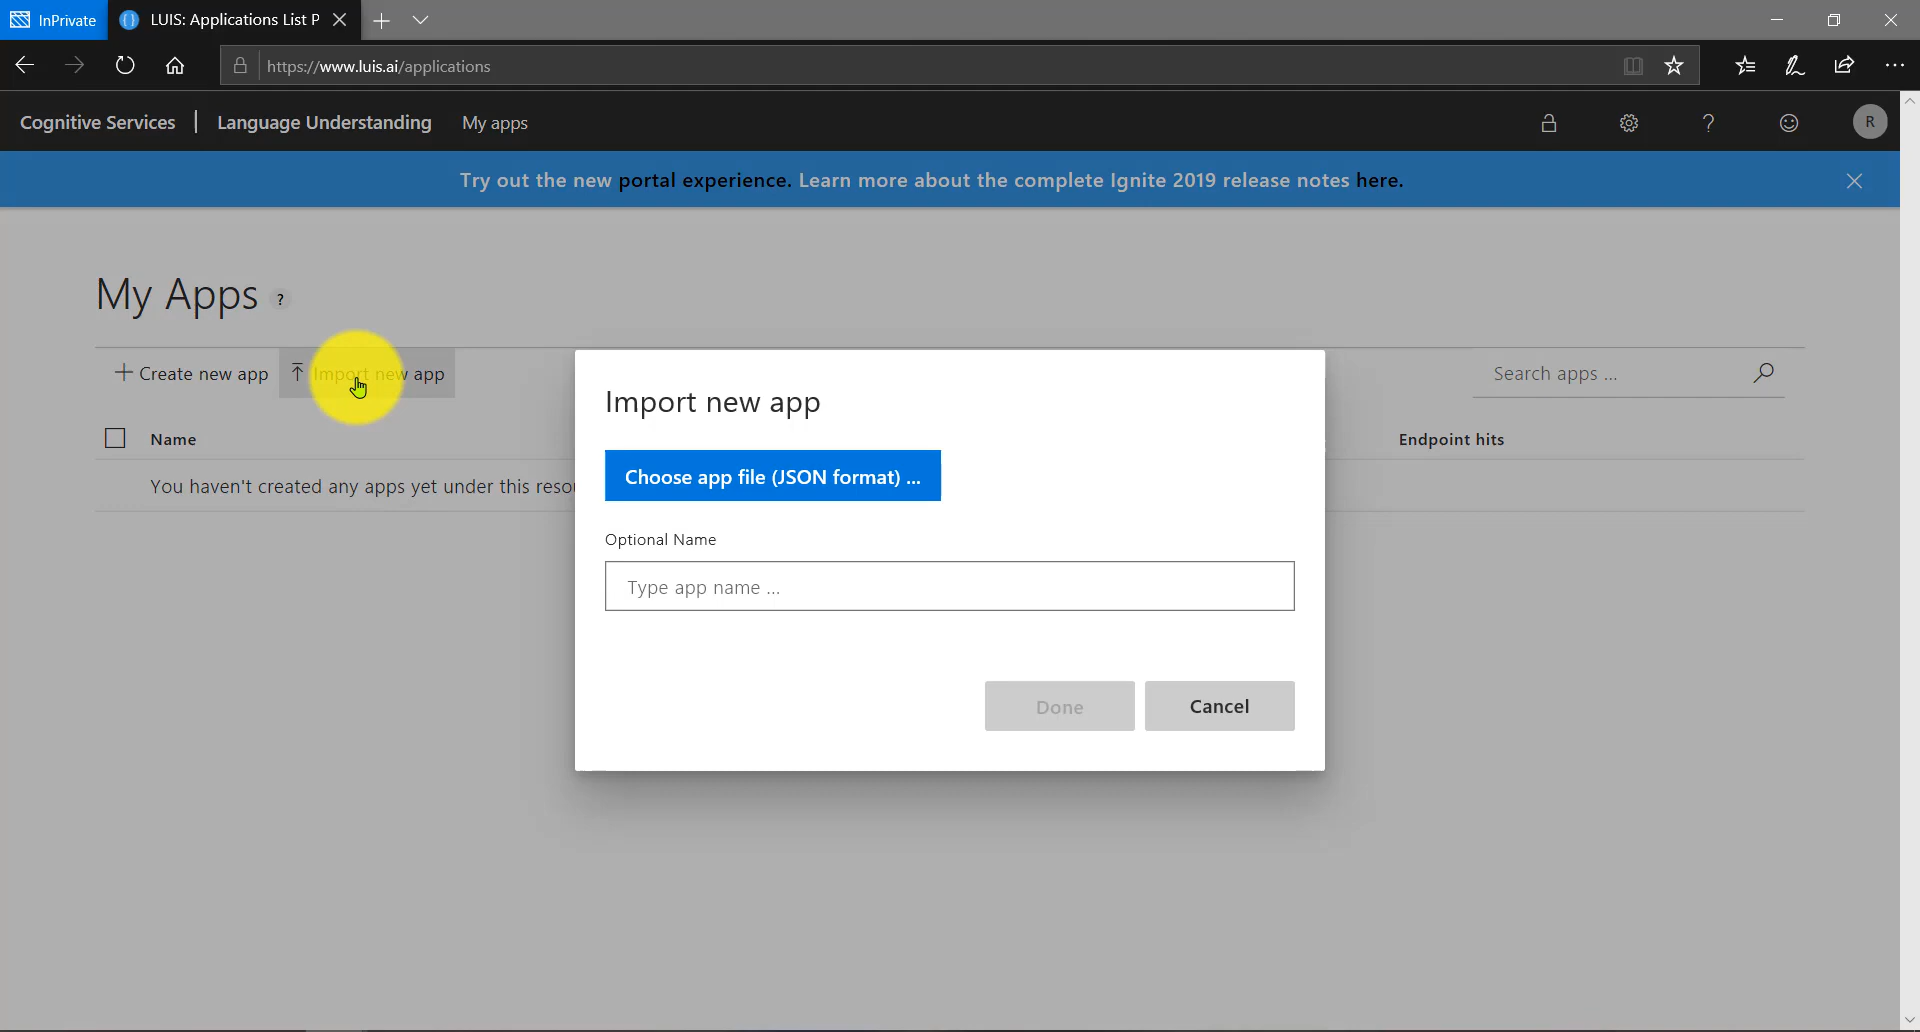 InPrivate
LUIS: Applications List P
https://www.luis.ai/applications
Cognitive Services | Language Understanding My apps
?
R
Try out the new portal experience. Learn more about the complete Ignite 2019 release notes here.
My Apps ?
Create new app
Import new app
Search apps ...
Name
Endpoint hits
You haven't created any apps yet under this resou
Import new app
Choose app file (JSON format) ...
Optional Name
Type app name ...
Done
Cancel